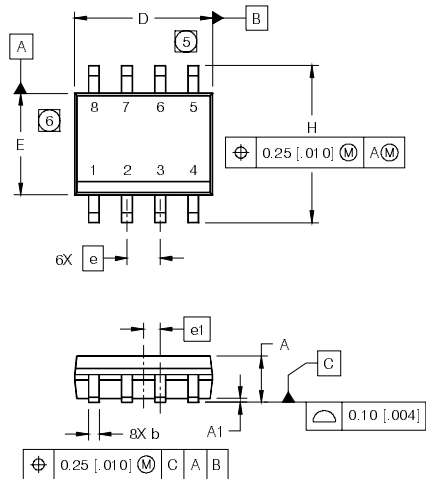 D
B
5
A
8 7 6 5
6
E
H
1 2 3 4
⌖ 0.25 [.010] Ⓜ A Ⓜ
6X e
e1
A
C
A1
8X b
⌓ 0.10 [.004]
⌖ 0.25 [.010] Ⓜ C A B